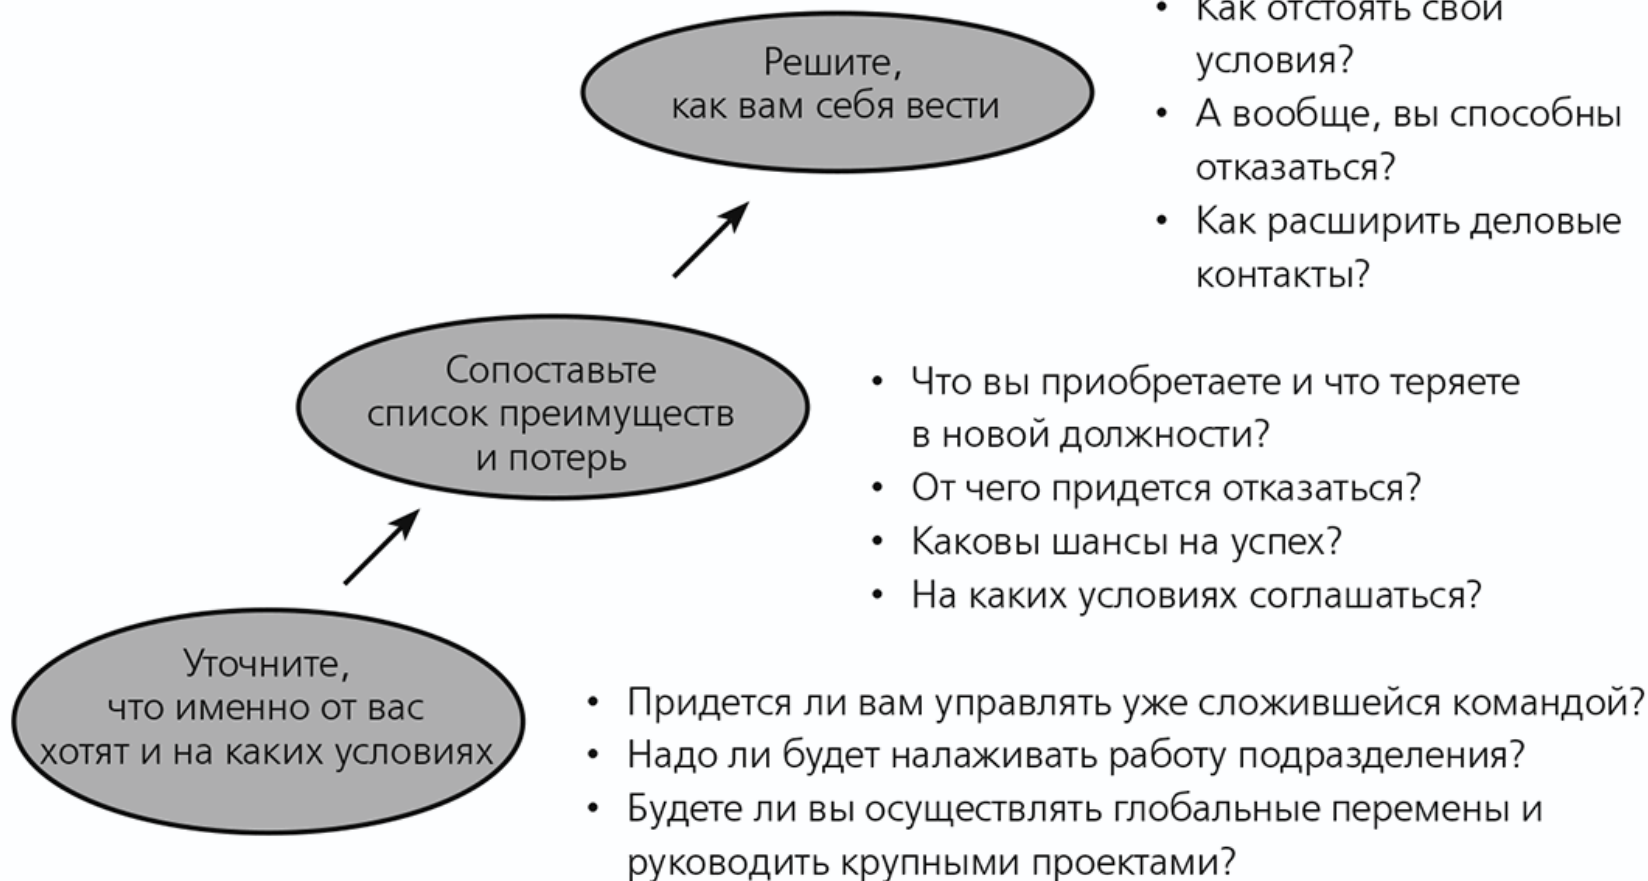 Решите,
как вам себя вести
• Как отстоять свои
условия?
• А вообще, вы способны
отказаться?
• Как расширить деловые
контакты?
Сопоставьте
список преимуществ
и потерь
• Что вы приобретаете и что теряете
в новой должности?
• От чего придется отказаться?
• Каковы шансы на успех?
• На каких условиях соглашаться?
Уточните,
что именно от вас
хотят и на каких условиях
• Придется ли вам управлять уже сложившейся командой?
• Надо ли будет налаживать работу подразделения?
• Будете ли вы осуществлять глобальные перемены и
руководить крупными проектами?